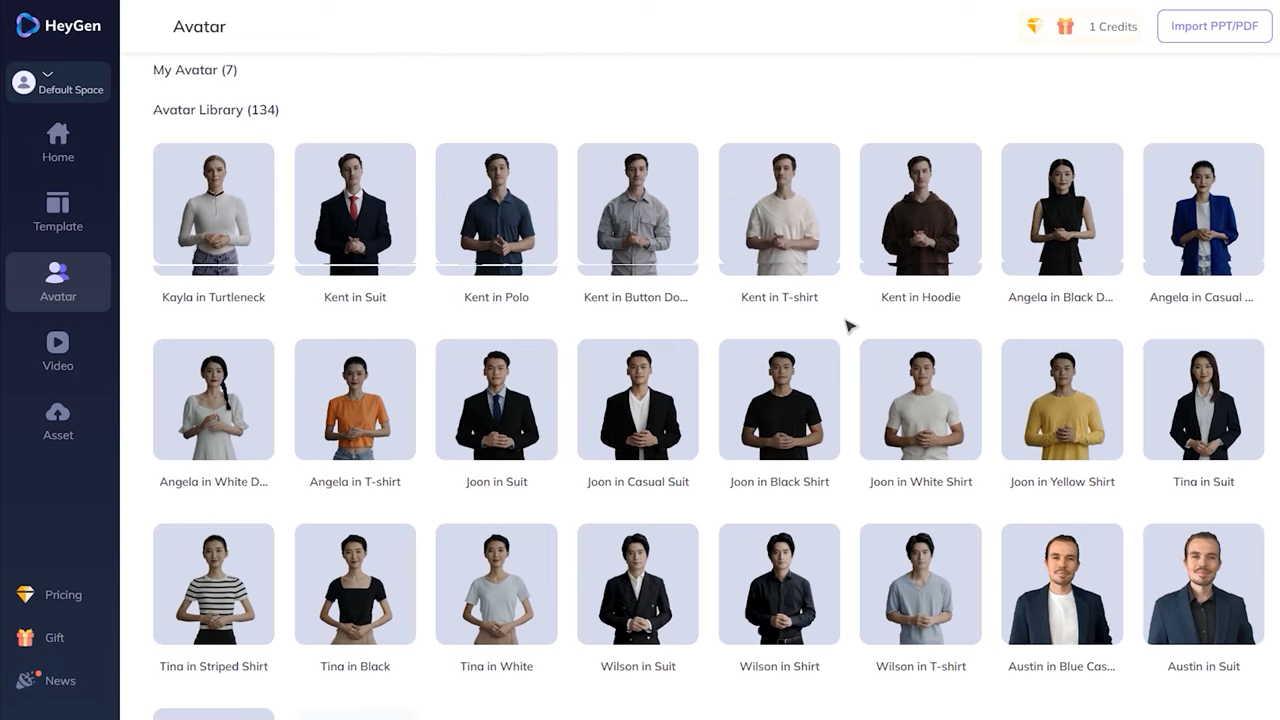 HeyGen
Default Space
Home
Template
Avatar
Video
Asset
Pricing
Gift
News
Avatar
1 Credits
Import PPT/PDF
My Avatar (7)
Avatar Library (134)
Kayla in Turtleneck
Kent in Suit
Kent in Polo
Kent in Button Do...
Kent in T-shirt
Kent in Hoodie
Angela in Black D...
Angela in Casual ...
Angela in White D...
Angela in T-shirt
Joon in Suit
Joon in Casual Suit
Joon in Black Shirt
Joon in White Shirt
Joon in Yellow Shirt
Tina in Suit
Tina in Striped Shirt
Tina in Black
Tina in White
Wilson in Suit
Wilson in Shirt
Wilson in T-shirt
Austin in Blue Cas...
Austin in Suit